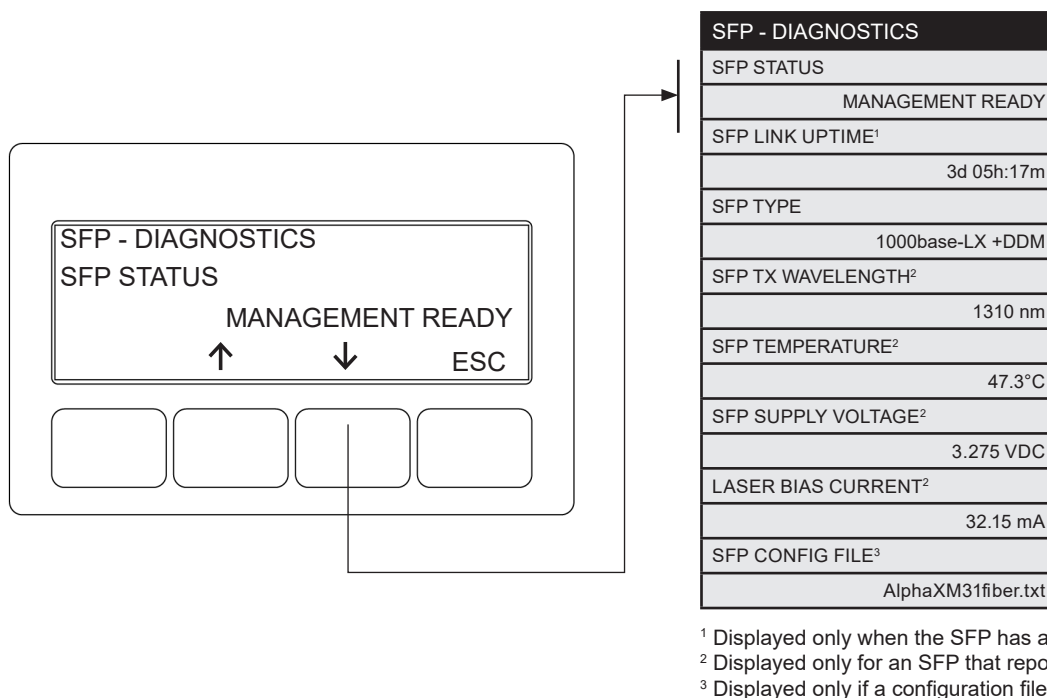 SFP - DIAGNOSTICS
SFP STATUS
MANAGEMENT READY
↑ ↓ ESC
SFP - DIAGNOSTICS
SFP STATUS
MANAGEMENT READY
SFP LINK UPTIME¹
3d 05h:17m
SFP TYPE
1000base-LX +DDM
SFP TX WAVELENGTH²
1310 nm
SFP TEMPERATURE²
47.3°C
SFP SUPPLY VOLTAGE²
3.275 VDC
LASER BIAS CURRENT²
32.15 mA
SFP CONFIG FILE³
AlphaXM31fiber.txt
¹ Displayed only when the SFP has a
² Displayed only for an SFP that repo
³ Displayed only if a configuration file